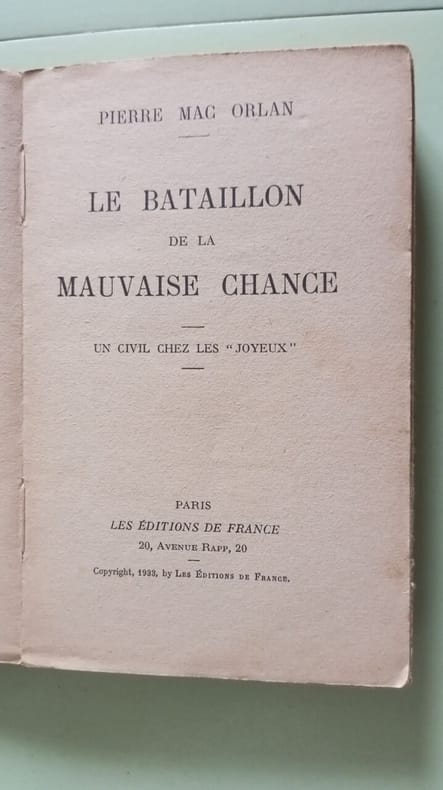 PIERRE MAC ORLAN
LE BATAILLON
DE LA
MAUVAISE CHANCE
UN CIVIL CHEZ LES "JOYEUX"
PARIS
LES ÉDITIONS DE FRANCE
20, AVENUE RAPP, 20
Copyright, 1933, by LES ÉDITIONS DE FRANCE.